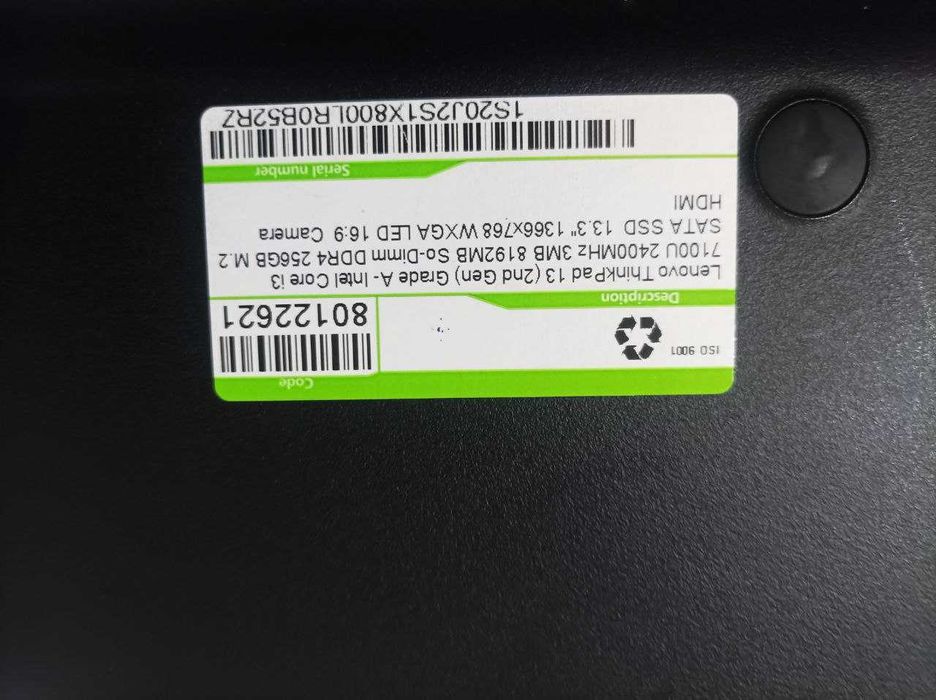 Code
80122621
ISO 9001
Description
Lenovo ThinkPad 13 (2nd Gen) Grade A - Intel Core i3
7100U 2400MHz 3MB 8192MB So-Dimm DDR4 256GB M.2
SATA SSD 13.3" 1366x768 WXGA LED 16:9 Camera
HDMI
Serial number
1S20J2S1X800LR0B52RZ